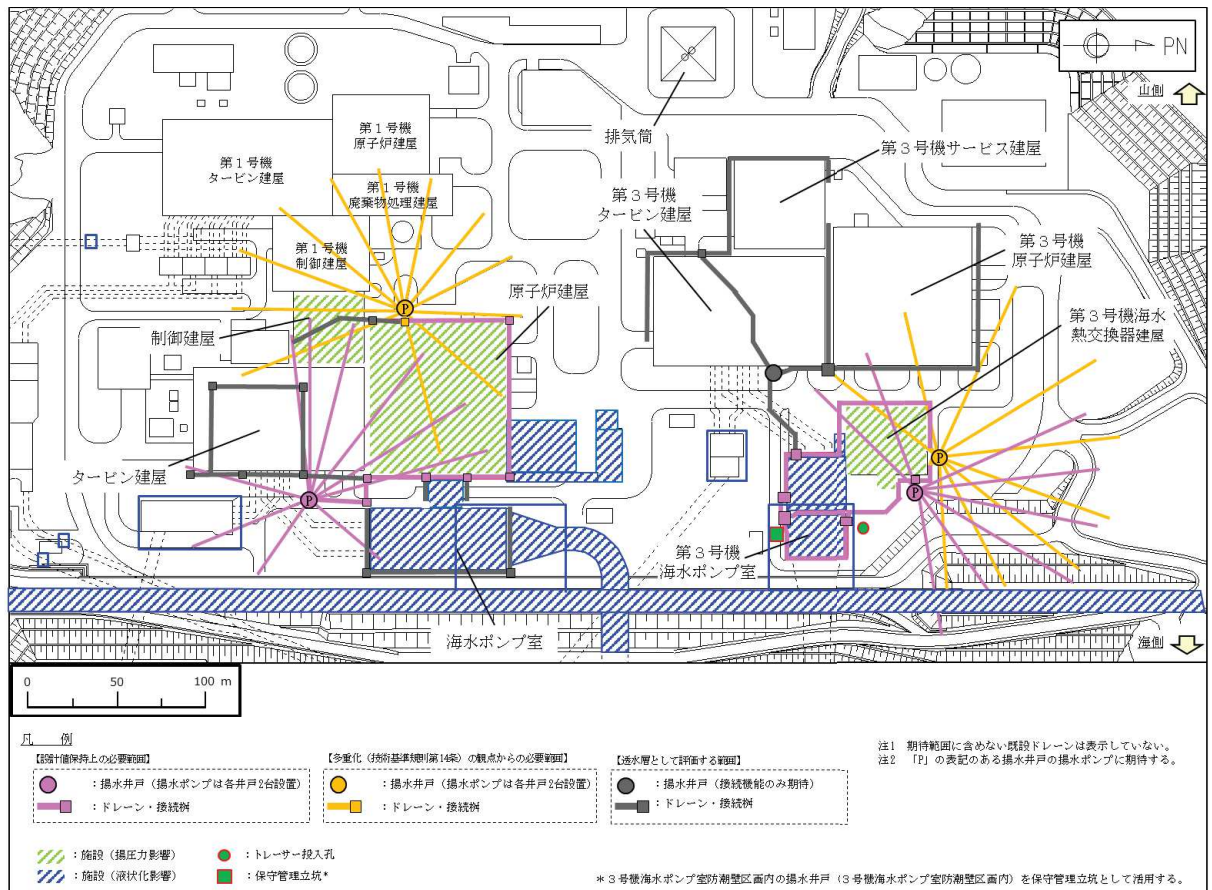 PN
山側
排気筒
第３号機サービス建屋
第１号機
原子炉建屋
第１号機
タービン建屋
第１号機
廃棄物処理建屋
第３号機
タービン建屋
第１号機
制御建屋
第３号機
原子炉建屋
原子炉建屋
P
制御建屋
第３号機海水
熱交換器建屋
タービン建屋
P
P
P
第３号機
海水ポンプ室
海水ポンプ室
海側
0 50 100 m
凡　例
【設計値保持上の必要範囲】
：揚水井戸（揚水ポンプは各井戸2台設置）
：ドレーン・接続桝
【多重化（技術基準規則第14条）の観点からの必要範囲】
：揚水井戸（揚水ポンプは各井戸2台設置）
：ドレーン・接続桝
【透水層として評価する範囲】
：揚水井戸（接続機能のみ期待）
：ドレーン・接続桝
注1　期待範囲に含めない既設ドレーンは表示していない。
注2　「P」の表記のある揚水井戸の揚水ポンプに期待する。
：施設（揚圧力影響）
：トレーサー投入孔
：施設（液状化影響）
：保守管理立坑*
＊３号機海水ポンプ室防潮壁区画内の揚水井戸（３号機海水ポンプ室防潮壁区画内）を保守管理立坑として活用する。